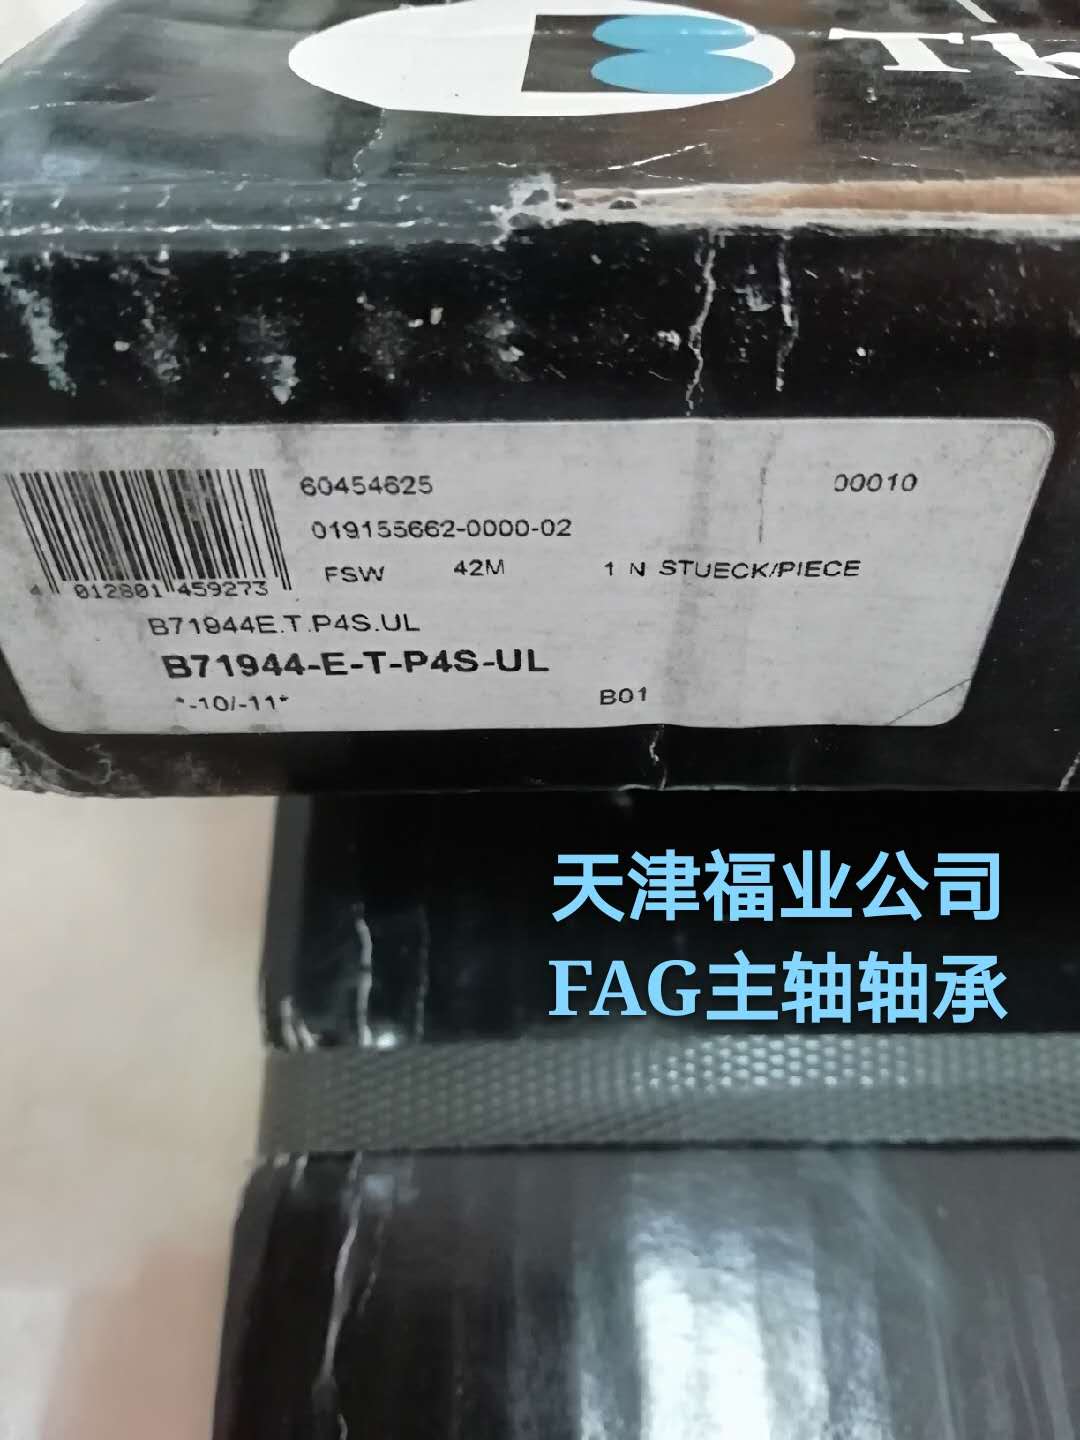 60454625
00010
019155662-0000-02
FSW 42M 1 N STUECK/PIECE
4 012801 459273
B71944E.T.P4S.UL
B71944-E-T-P4S-UL
*-10/-11* B01
天津福业公司
FAG主轴轴承